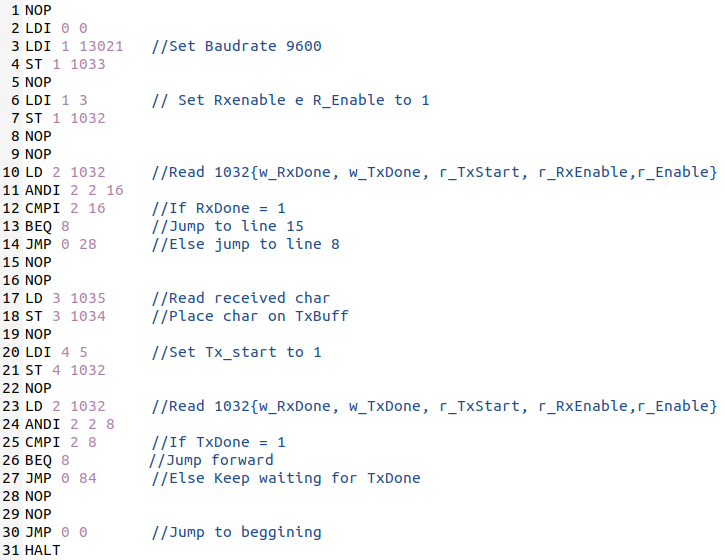 1 NOP
2 LDI 0 0
3 LDI 1 13021 //Set Baudrate 9600
4 ST 1 1033
5 NOP
6 LDI 1 3 // Set Rxenable e R_Enable to 1
7 ST 1 1032
8 NOP
9 NOP
10 LD 2 1032 //Read 1032{w_RxDone, w_TxDone, r_TxStart, r_RxEnable,r_Enable}
11 ANDI 2 2 16
12 CMPI 2 16 //If RxDone = 1
13 BEQ 8 //Jump to line 15
14 JMP 0 28 //Else jump to line 8
15 NOP
16 NOP
17 LD 3 1035 //Read received char
18 ST 3 1034 //Place char on TxBuff
19 NOP
20 LDI 4 5 //Set Tx_start to 1
21 ST 4 1032
22 NOP
23 LD 2 1032 //Read 1032{w_RxDone, w_TxDone, r_TxStart, r_RxEnable,r_Enable}
24 ANDI 2 2 8
25 CMPI 2 8 //If TxDone = 1
26 BEQ 8 //Jump forward
27 JMP 0 84 //Else Keep waiting for TxDone
28 NOP
29 NOP
30 JMP 0 0 //Jump to beggining
31 HALT